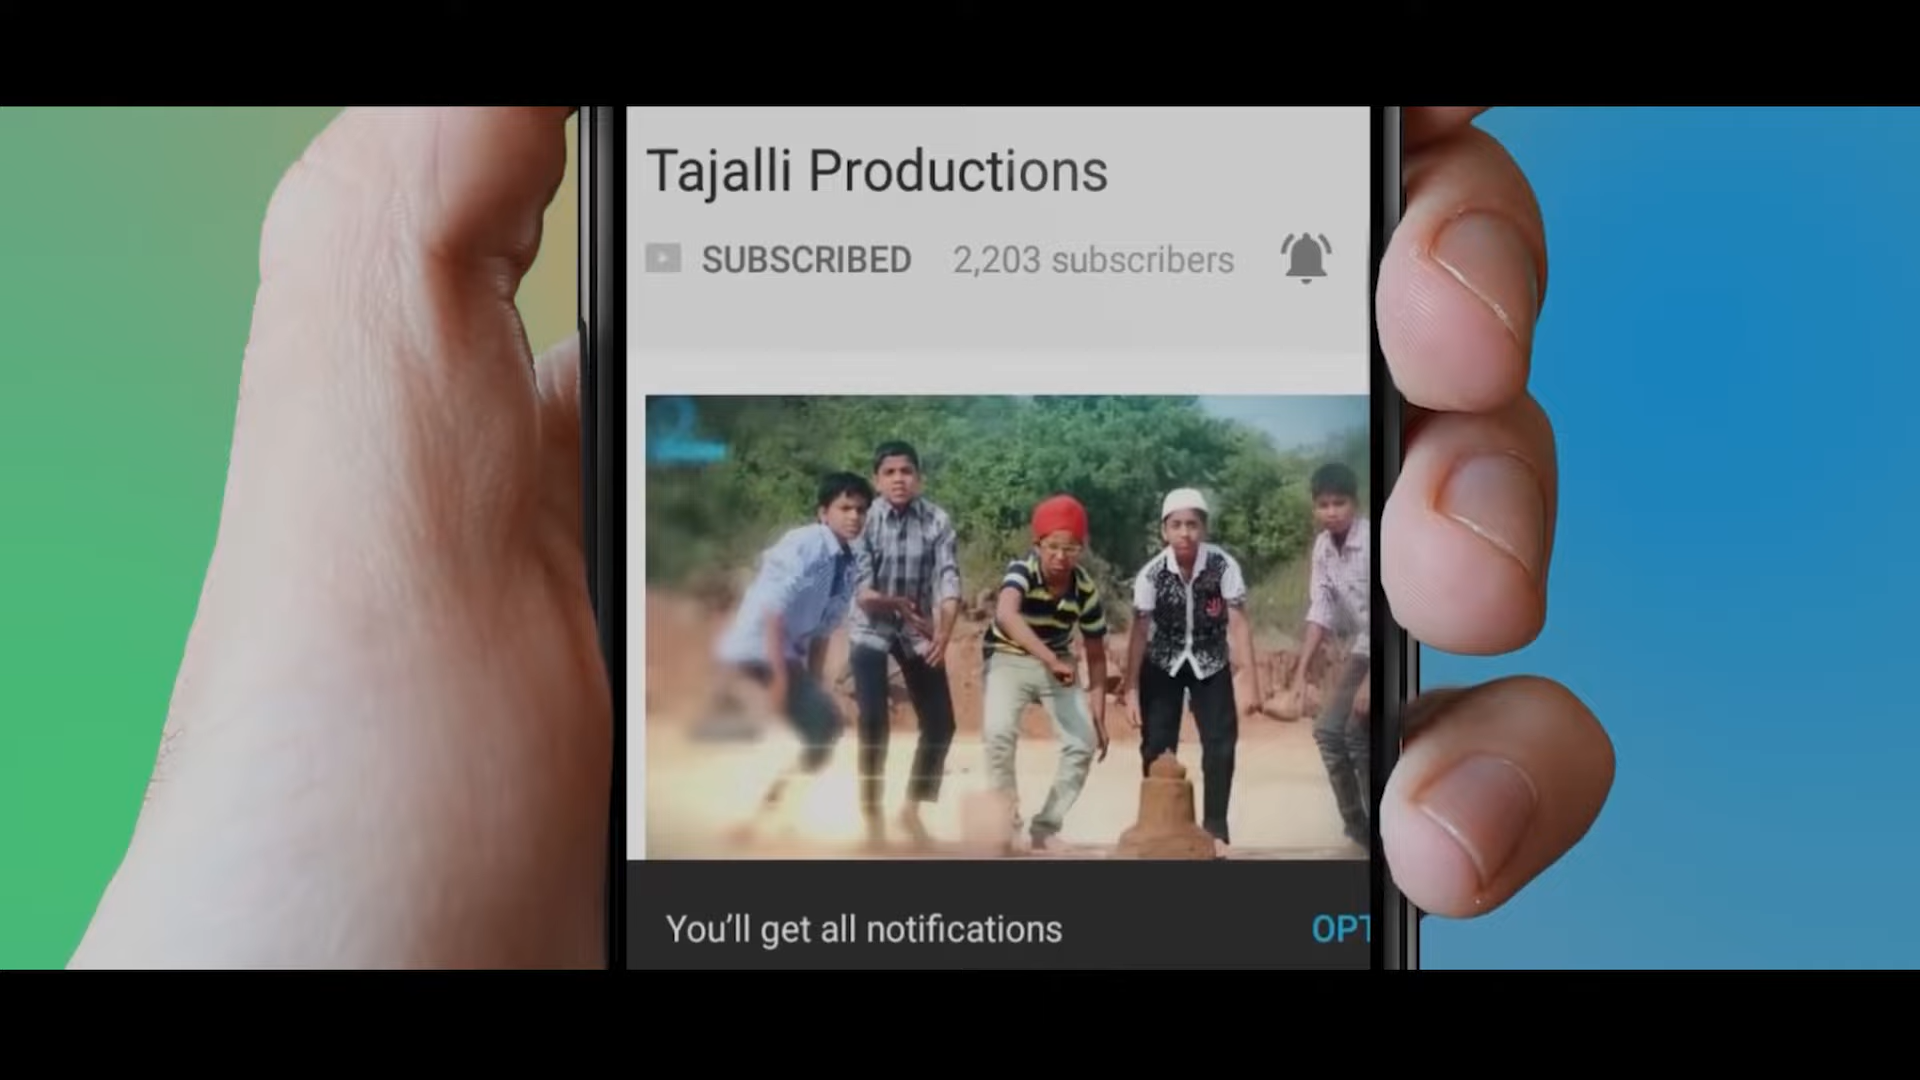 Tajalli Productions
SUBSCRIBED 2,203 subscribers
You'll get all notifications OPT